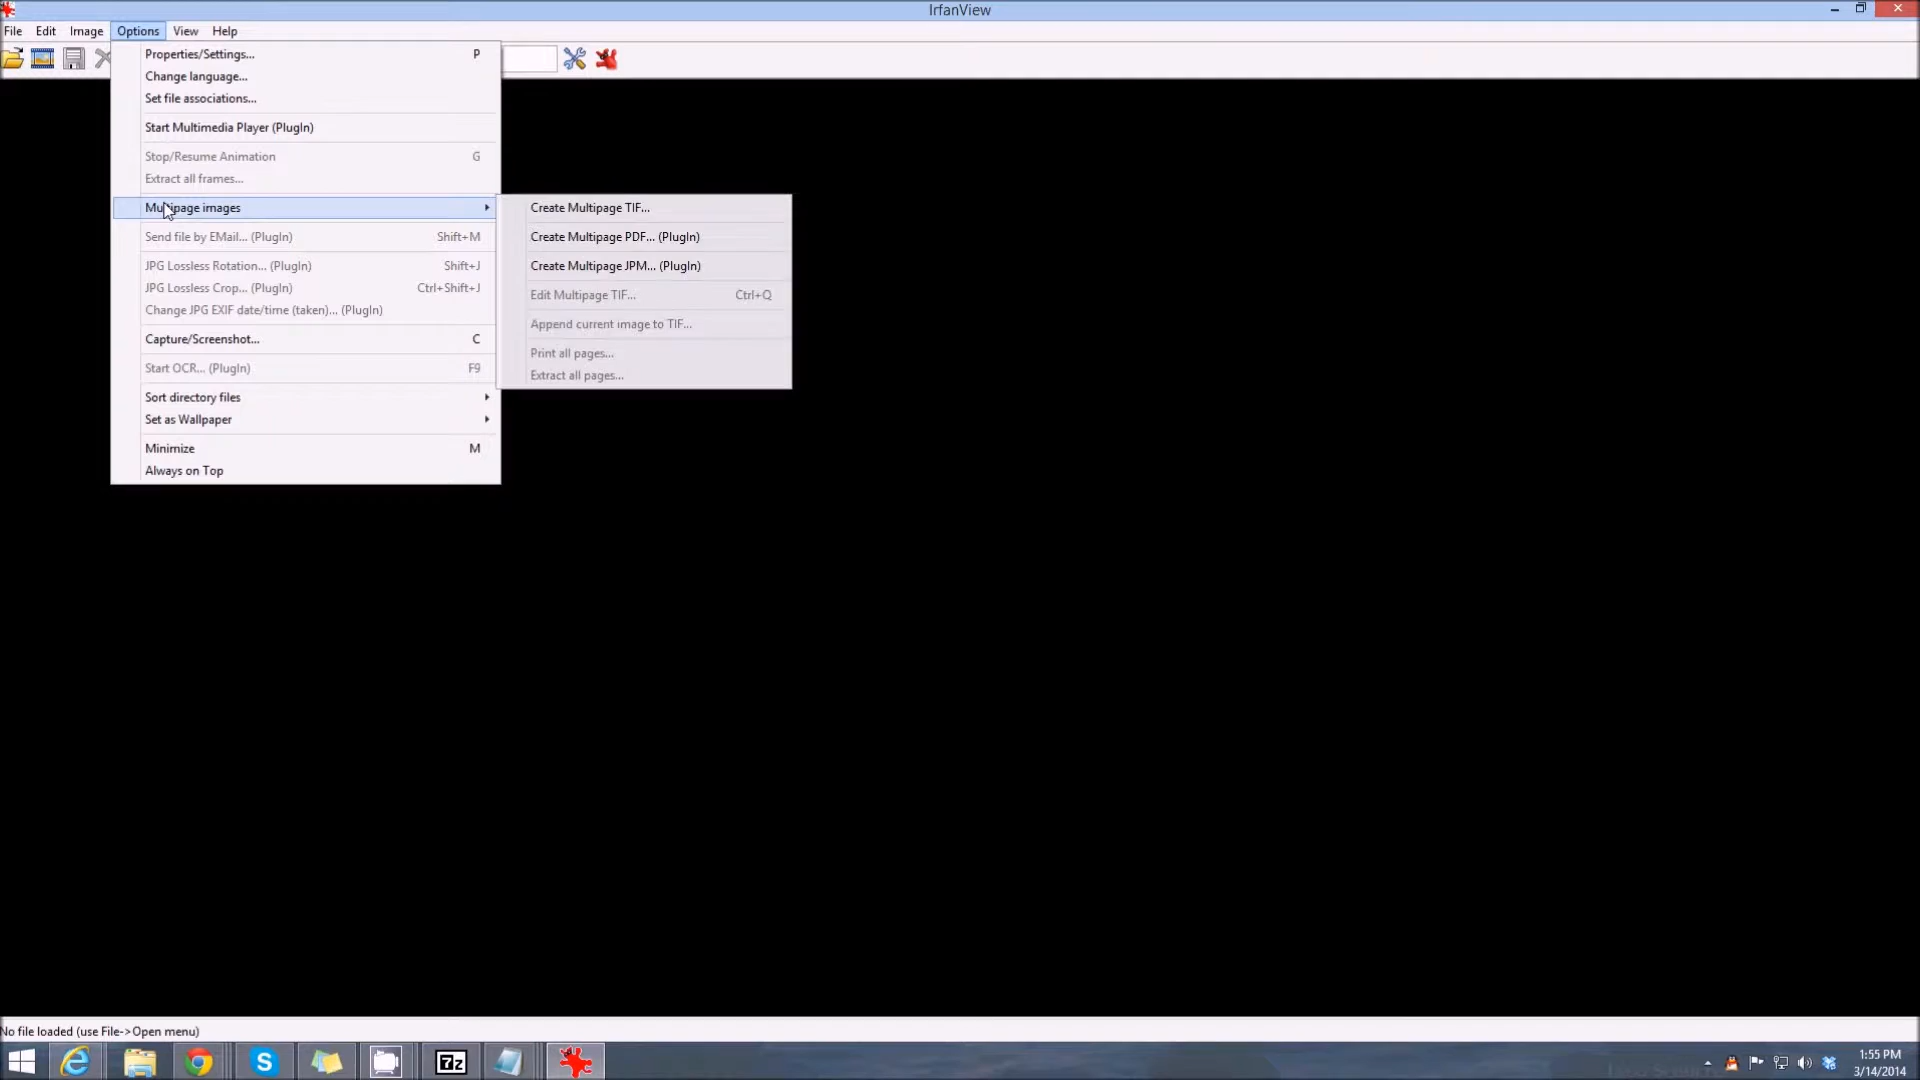 IrfanView
File Edit Image Options View Help
Properties/Settings... P
Change language...
Set file associations...
Start Multimedia Player (PlugIn)
Stop/Resume Animation G
Extract all frames...
Multipage images
Create Multipage TIF...
Send file by EMail... (PlugIn) Shift+M
Create Multipage PDF... (PlugIn)
JPG Lossless Rotation... (PlugIn) Shift+J
Create Multipage JPM... (PlugIn)
JPG Lossless Crop... (PlugIn) Ctrl+Shift+J
Edit Multipage TIF... Ctrl+Q
Change JPG EXIF date/time (taken)... (PlugIn)
Append current image to TIF...
Capture/Screenshot... C
Print all pages...
Start OCR... (PlugIn) F9
Extract all pages...
Sort directory files
Set as Wallpaper
Minimize M
Always on Top
No file loaded (use File->Open menu)
S
7z
1:55 PM
3/14/2014